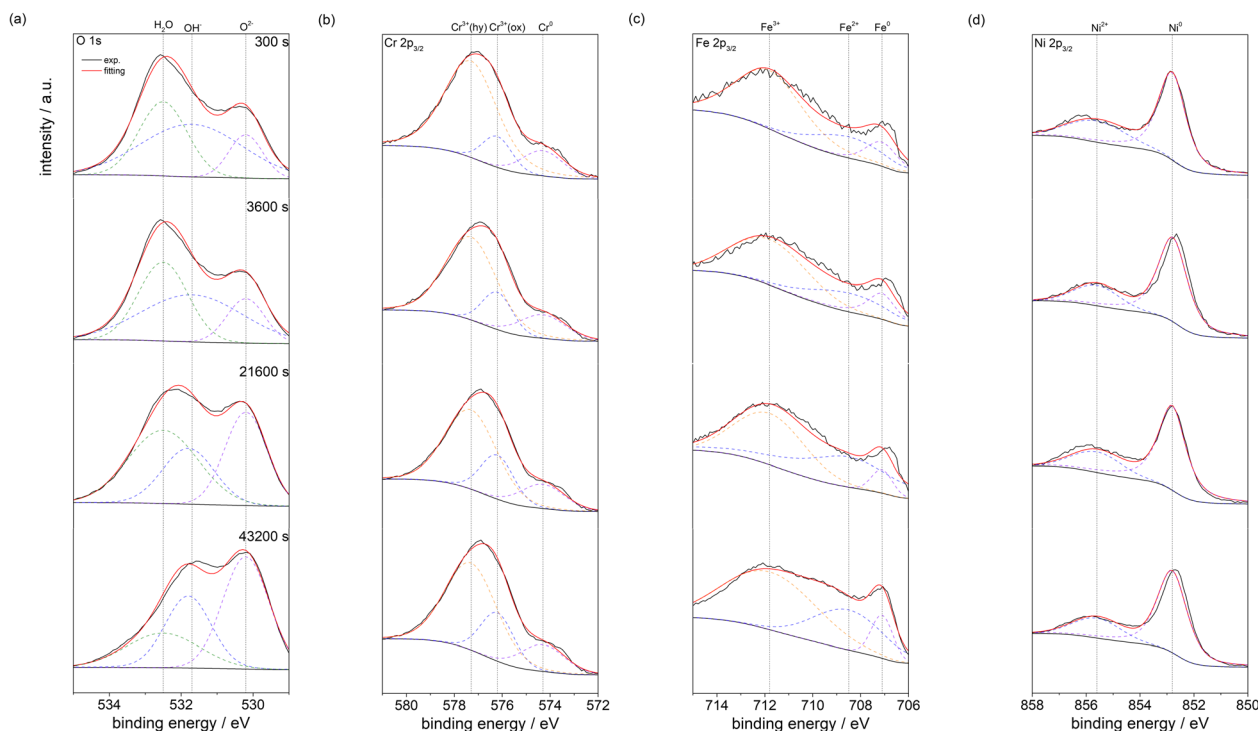 (a)
H₂O
OH⁻
O²⁻
O 1s
300 s
exp.
fitting
3600 s
21600 s
43200 s
intensity / a.u.
534
532
530
binding energy / eV
(b)
Cr³⁺(hy)
Cr³⁺(ox)
Cr⁰
Cr 2p₃/₂
580
578
576
574
572
binding energy / eV
(c)
Fe³⁺
Fe²⁺
Fe⁰
Fe 2p₃/₂
714
712
710
708
706
binding energy / eV
(d)
Ni²⁺
Ni⁰
Ni 2p₃/₂
858
856
854
852
850
binding energy / eV